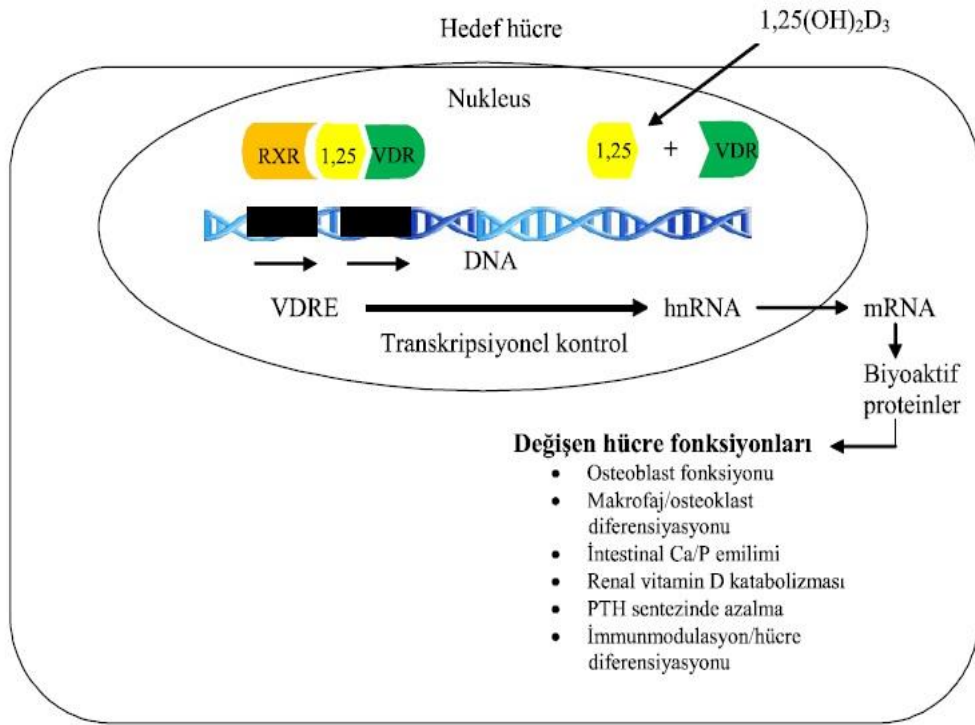 Hedef hücre
1,25(OH)₂D₃
Nukleus
RXR 1,25 VDR
1,25 + VDR
DNA
VDRE
hnRNA
mRNA
Transkripsiyonel kontrol
Biyoaktif
proteinler
Değişen hücre fonksiyonları
• Osteoblast fonksiyonu
• Makrofaj/osteoklast
diferensiyasyonu
• İntestinal Ca/P emilimi
• Renal vitamin D katabolizması
• PTH sentezinde azalma
• İmmunmodulasyon/hücre
diferensiyasyonu